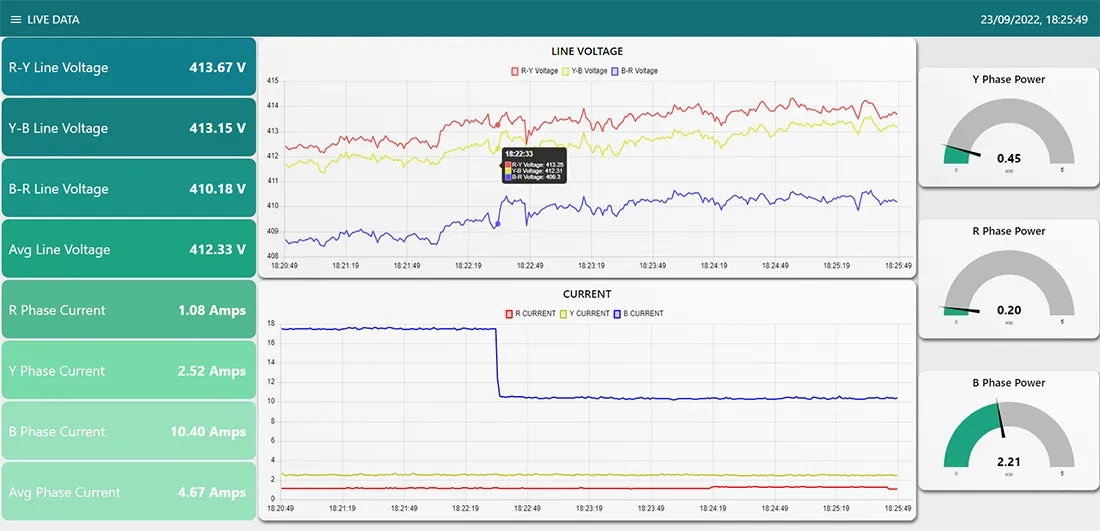 LIVE DATA
23/09/2022, 18:25:49
R-Y Line Voltage 413.67 V
Y-B Line Voltage 413.15 V
B-R Line Voltage 410.18 V
Avg Line Voltage 412.33 V
R Phase Current 1.08 Amps
Y Phase Current 2.52 Amps
B Phase Current 10.40 Amps
Avg Phase Current 4.67 Amps
LINE VOLTAGE
R-Y Voltage Y-B Voltage B-R Voltage
415
414
413
412
411
410
409
408
18:22:33
R-Y Voltage: 413.25
Y-B Voltage: 412.31
B-R Voltage: 409.3
18:20:49 18:21:19 18:21:49 18:22:19 18:22:49 18:23:19 18:23:49 18:24:19 18:24:49 18:25:19 18:25:49
CURRENT
R CURRENT Y CURRENT B CURRENT
18
16
14
12
10
8
6
4
2
0
18:20:49 18:21:19 18:21:49 18:22:19 18:22:49 18:23:19 18:23:49 18:24:19 18:24:49 18:25:19 18:25:49
Y Phase Power
0.45
0 KW 5
R Phase Power
0.20
0 KW 5
B Phase Power
2.21
0 KW 5